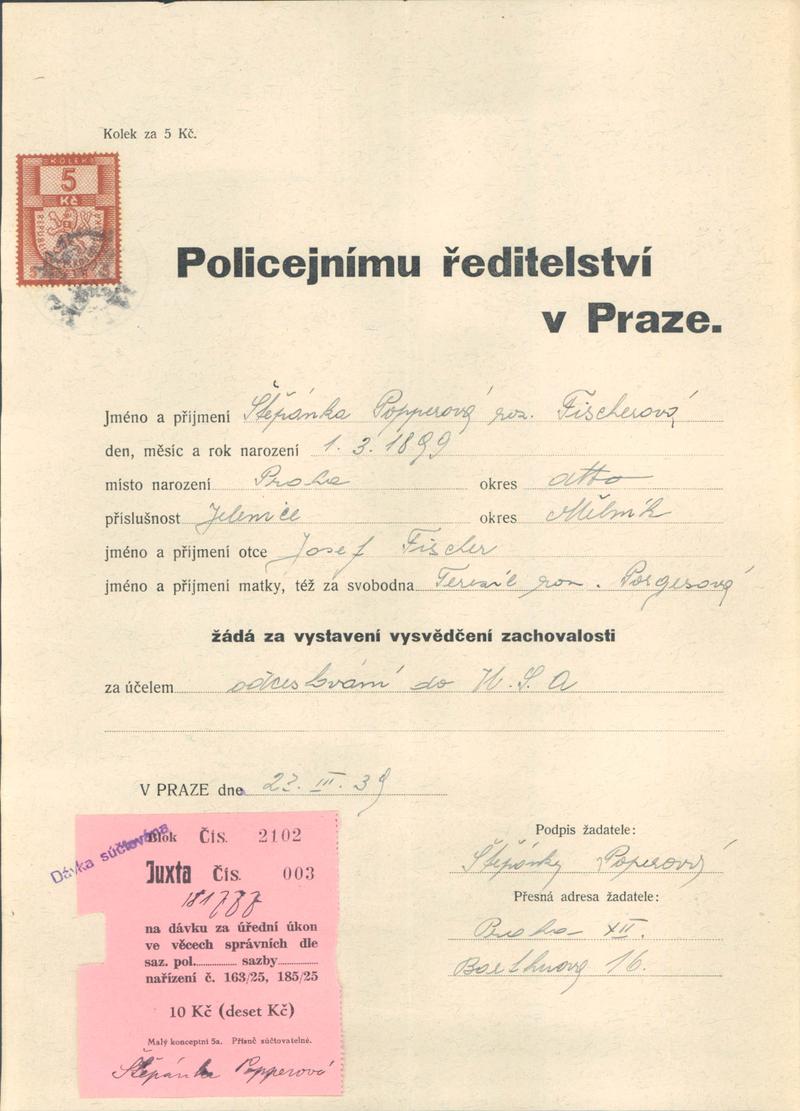 Kolek za 5 Kč.
KOLEK
5
Kč
Policejnímu ředitelství
v Praze.
Jméno a příjmení Štěpánka Popperová roz. Fischerová
den, měsíc a rok narození 1. 3. 1899
místo narození Praha okres dtto
příslušnost Jelenice okres Mělník
jméno a příjmení otce Josef Fischer
jméno a příjmení matky, též za svobodna Terezie roz. Porgesová
žádá za vystavení vysvědčení zachovalosti
za účelem odcestování do U.S.A
V PRAZE dne 23. III. 39
Dávka súčtována
Blok Čís. 2102
Juxta Čís. 003
na dávku za úřední úkon
ve věcech správních dle
saz. pol. sazby
nařízení č. 163/25, 185/25
10 Kč (deset Kč)
Malý konceptní 5a. Přísně súčtovatelné.
Štěpánka Popperová
Podpis žadatele:
Štěpánka Poperová
Přesná adresa žadatele:
Praha XII.
16.